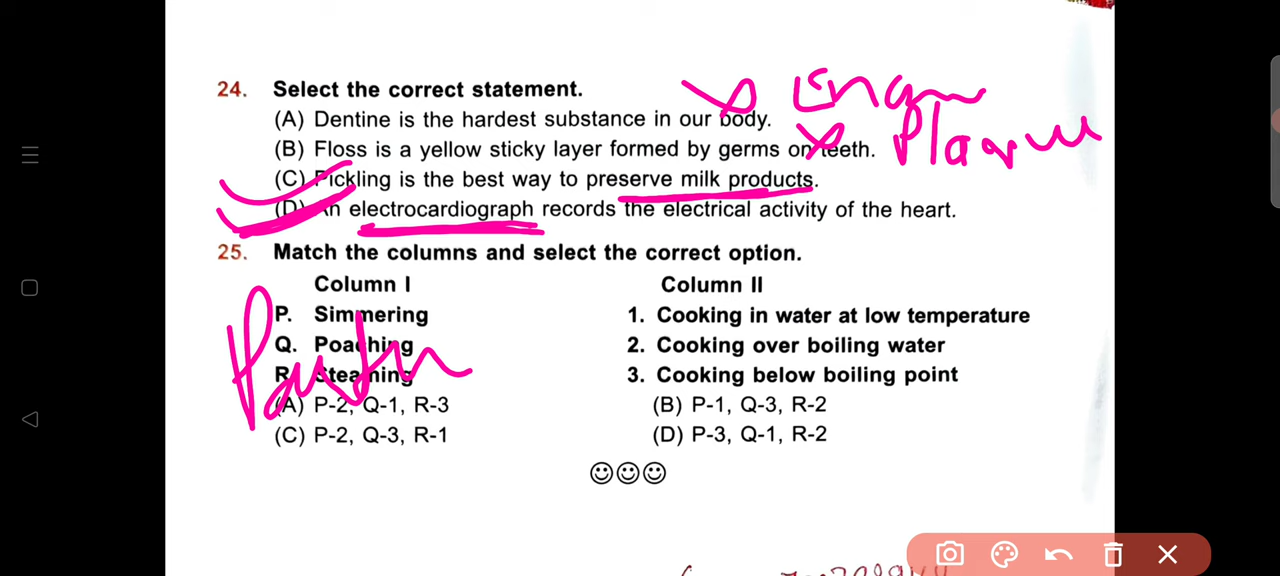 24. Select the correct statement.
(A) Dentine is the hardest substance in our body.
(B) Floss is a yellow sticky layer formed by germs on teeth.
Plaque
(C) Pickling is the best way to preserve milk products.
(D) An electrocardiograph records the electrical activity of the heart.
25. Match the columns and select the correct option.
Column I Column II
P. Simmering 1. Cooking in water at low temperature
Q. Poaching 2. Cooking over boiling water
R. Steaming 3. Cooking below boiling point
(A) P-2, Q-1, R-3 (B) P-1, Q-3, R-2
(C) P-2, Q-3, R-1 (D) P-3, Q-1, R-2